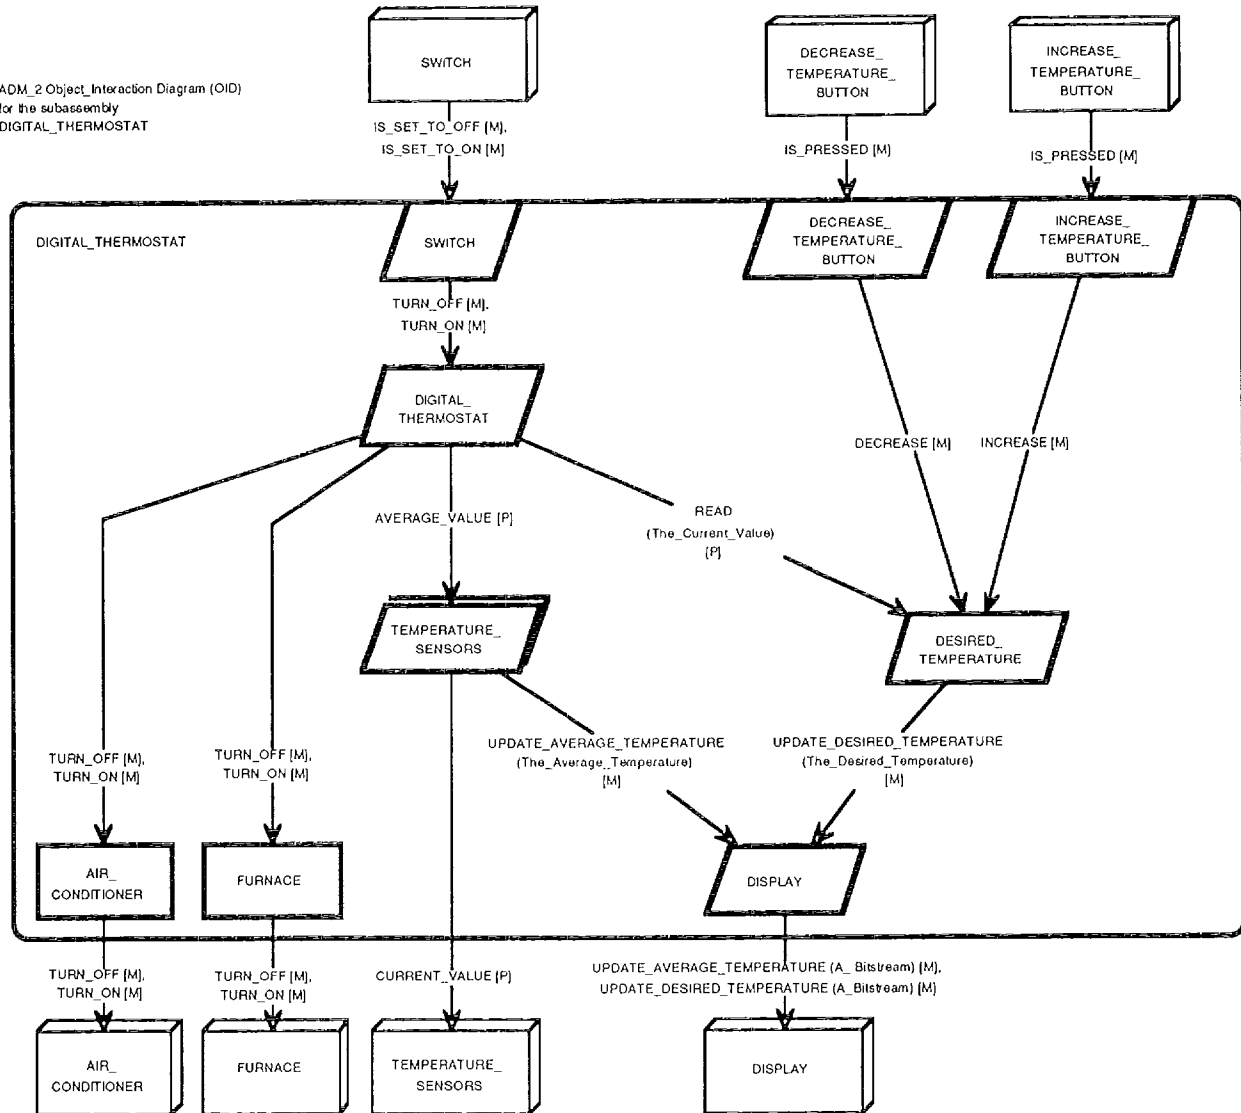 SWITCH
DECREASE_
TEMPERATURE_
BUTTON
INCREASE_
TEMPERATURE_
BUTTON
ADM_2 Object_Interaction Diagram (OID)
for the subassembly
DIGITAL_THERMOSTAT
IS_SET_TO_OFF [M],
IS_SET_TO_ON [M]
IS_PRESSED [M]
IS_PRESSED [M]
DIGITAL_THERMOSTAT
SWITCH
DECREASE_
TEMPERATURE_
BUTTON
INCREASE_
TEMPERATURE_
BUTTON
TURN_OFF [M],
TURN_ON [M]
DIGITAL_
THERMOSTAT
DECREASE [M]
INCREASE [M]
AVERAGE_VALUE [P]
READ
(The_Current_Value)
[P]
TEMPERATURE_
SENSORS
DESIRED_
TEMPERATURE
TURN_OFF [M],
TURN_ON [M]
TURN_OFF [M],
TURN_ON [M]
UPDATE_AVERAGE_TEMPERATURE
(The_Average_Temperature)
[M]
UPDATE_DESIRED_TEMPERATURE
(The_Desired_Temperature)
[M]
AIR_
CONDITIONER
FURNACE
DISPLAY
TURN_OFF [M],
TURN_ON [M]
TURN_OFF [M],
TURN_ON [M]
CURRENT_VALUE [P]
UPDATE_AVERAGE_TEMPERATURE (A_ Bitstream) [M],
UPDATE_DESIRED_TEMPERATURE (A_Bitstream) [M]
AIR_
CONDITIONER
FURNACE
TEMPERATURE_
SENSORS
DISPLAY